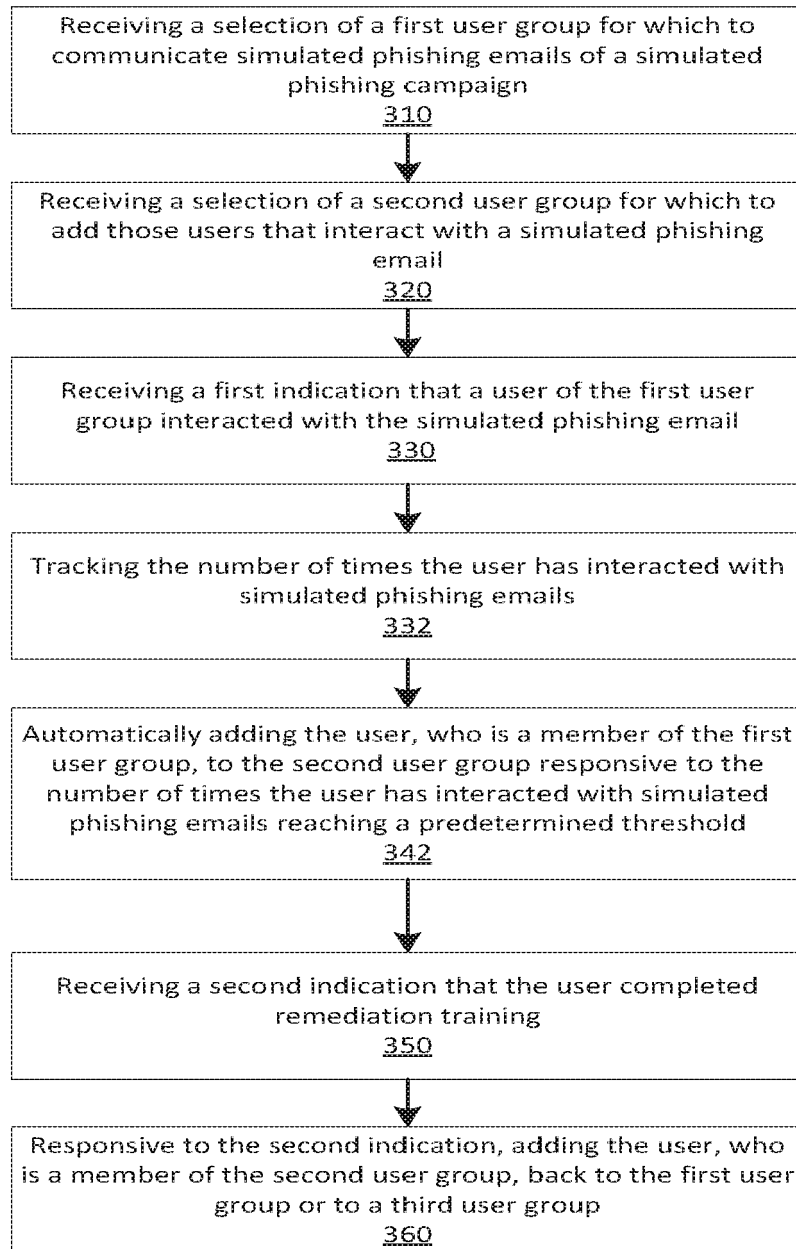 Receiving a selection of a first user group for which to
communicate simulated phishing emails of a simulated
phishing campaign
310
Receiving a selection of a second user group for which to
add those users that interact with a simulated phishing
email
320
Receiving a first indication that a user of the first user
group interacted with the simulated phishing email
330
Tracking the number of times the user has interacted with
simulated phishing emails
332
Automatically adding the user, who is a member of the first
user group, to the second user group responsive to the
number of times the user has interacted with simulated
phishing emails reaching a predetermined threshold
342
Receiving a second indication that the user completed
remediation training
350
Responsive to the second indication, adding the user, who
is a member of the second user group, back to the first user
group or to a third user group
360